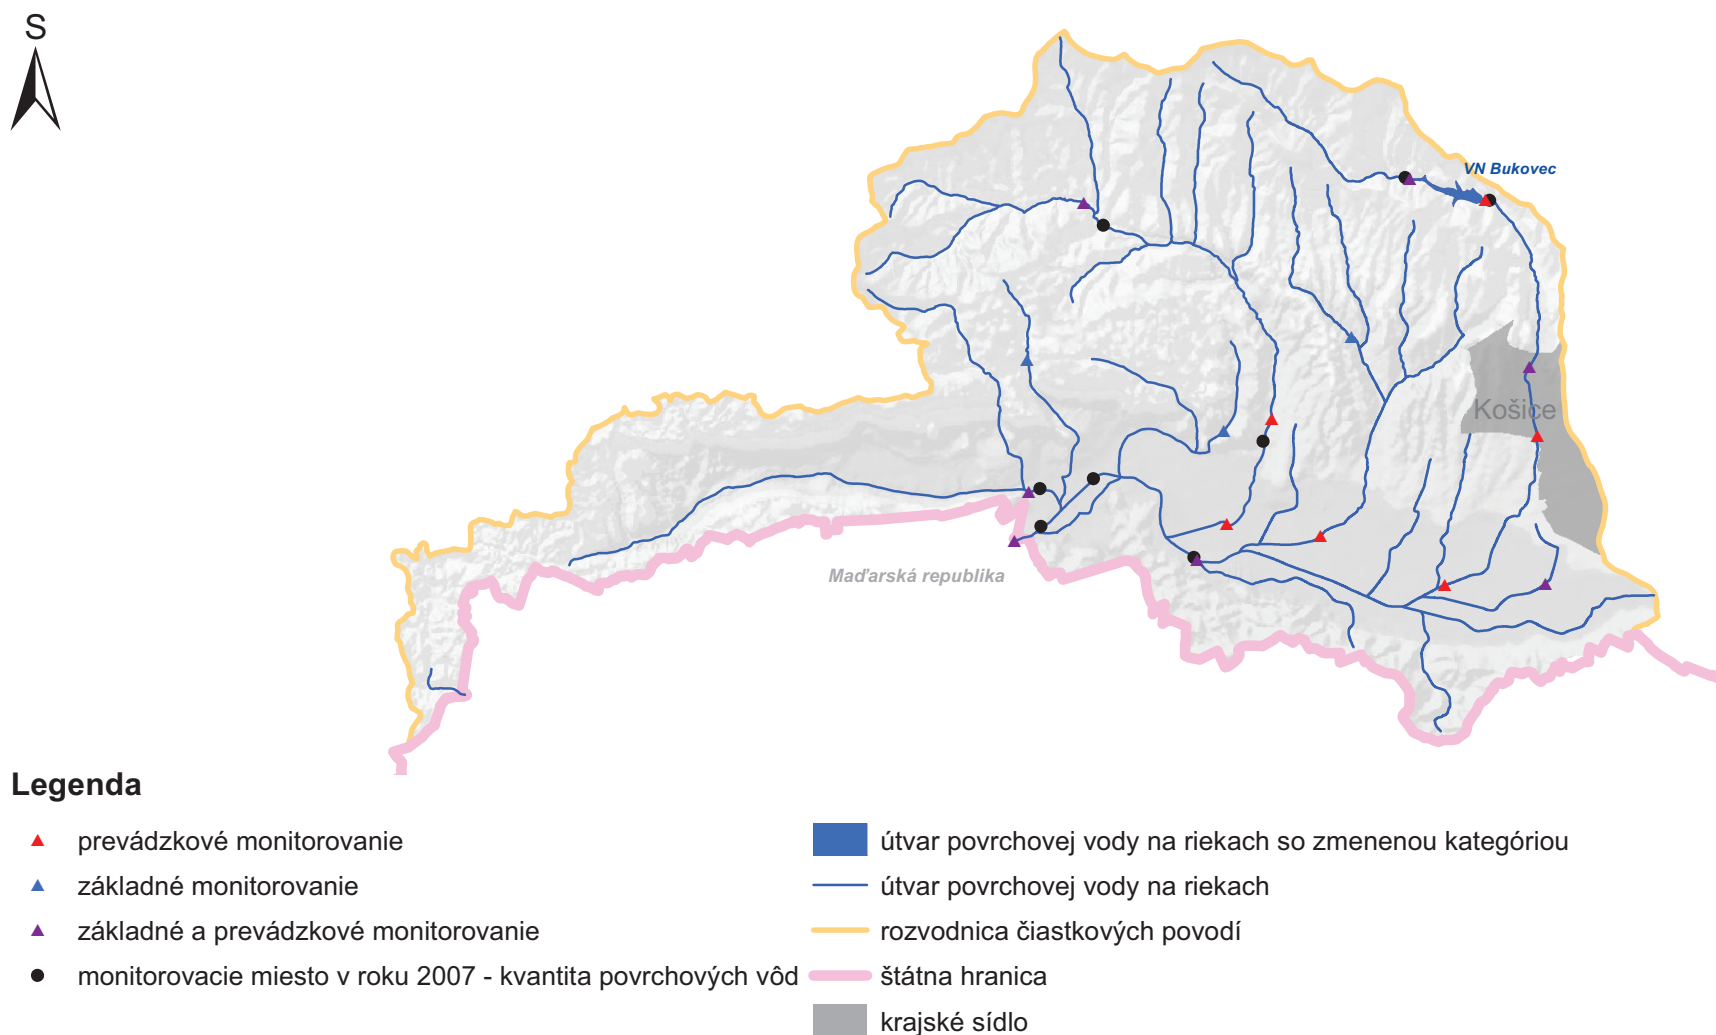 S
VN Bukovec
Košice
Maďarská republika
Legenda
prevádzkové monitorovanie
základné monitorovanie
základné a prevádzkové monitorovanie
monitorovacie miesto v roku 2007 - kvantita povrchových vôd
útvar povrchovej vody na riekach so zmenenou kategóriou
útvar povrchovej vody na riekach
rozvodnica čiastkových povodí
štátna hranica
krajské sídlo